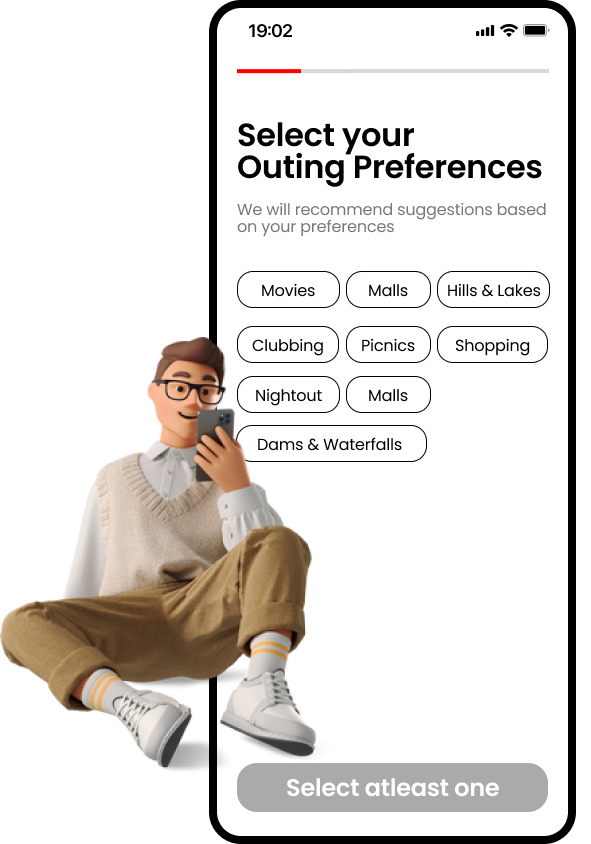 19:02
Select your
Outing Preferences
We will recommend suggestions based
on your preferences
Movies Malls Hills & Lakes
Clubbing Picnics Shopping
Nightout Malls
Dams & Waterfalls
Select atleast one